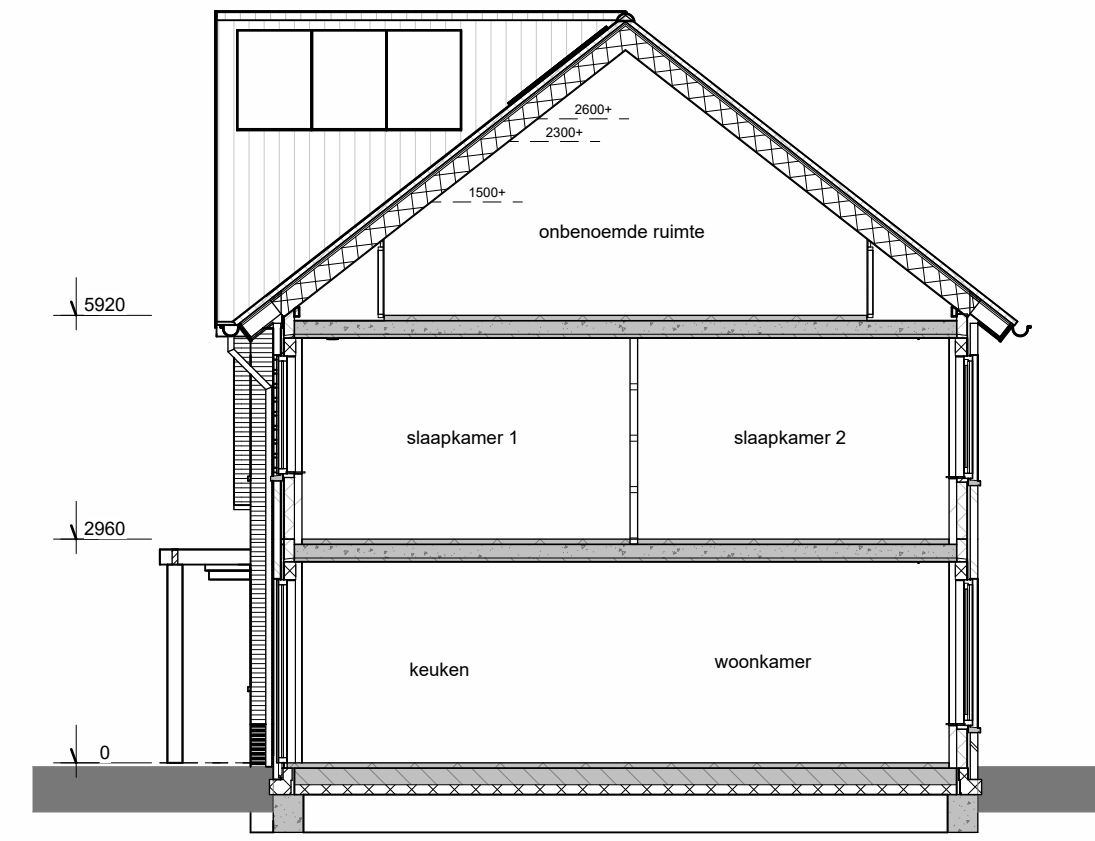 2600+
2300+
1500+
onbenoemde ruimte
5920
slaapkamer 1
slaapkamer 2
2960
keuken
woonkamer
0